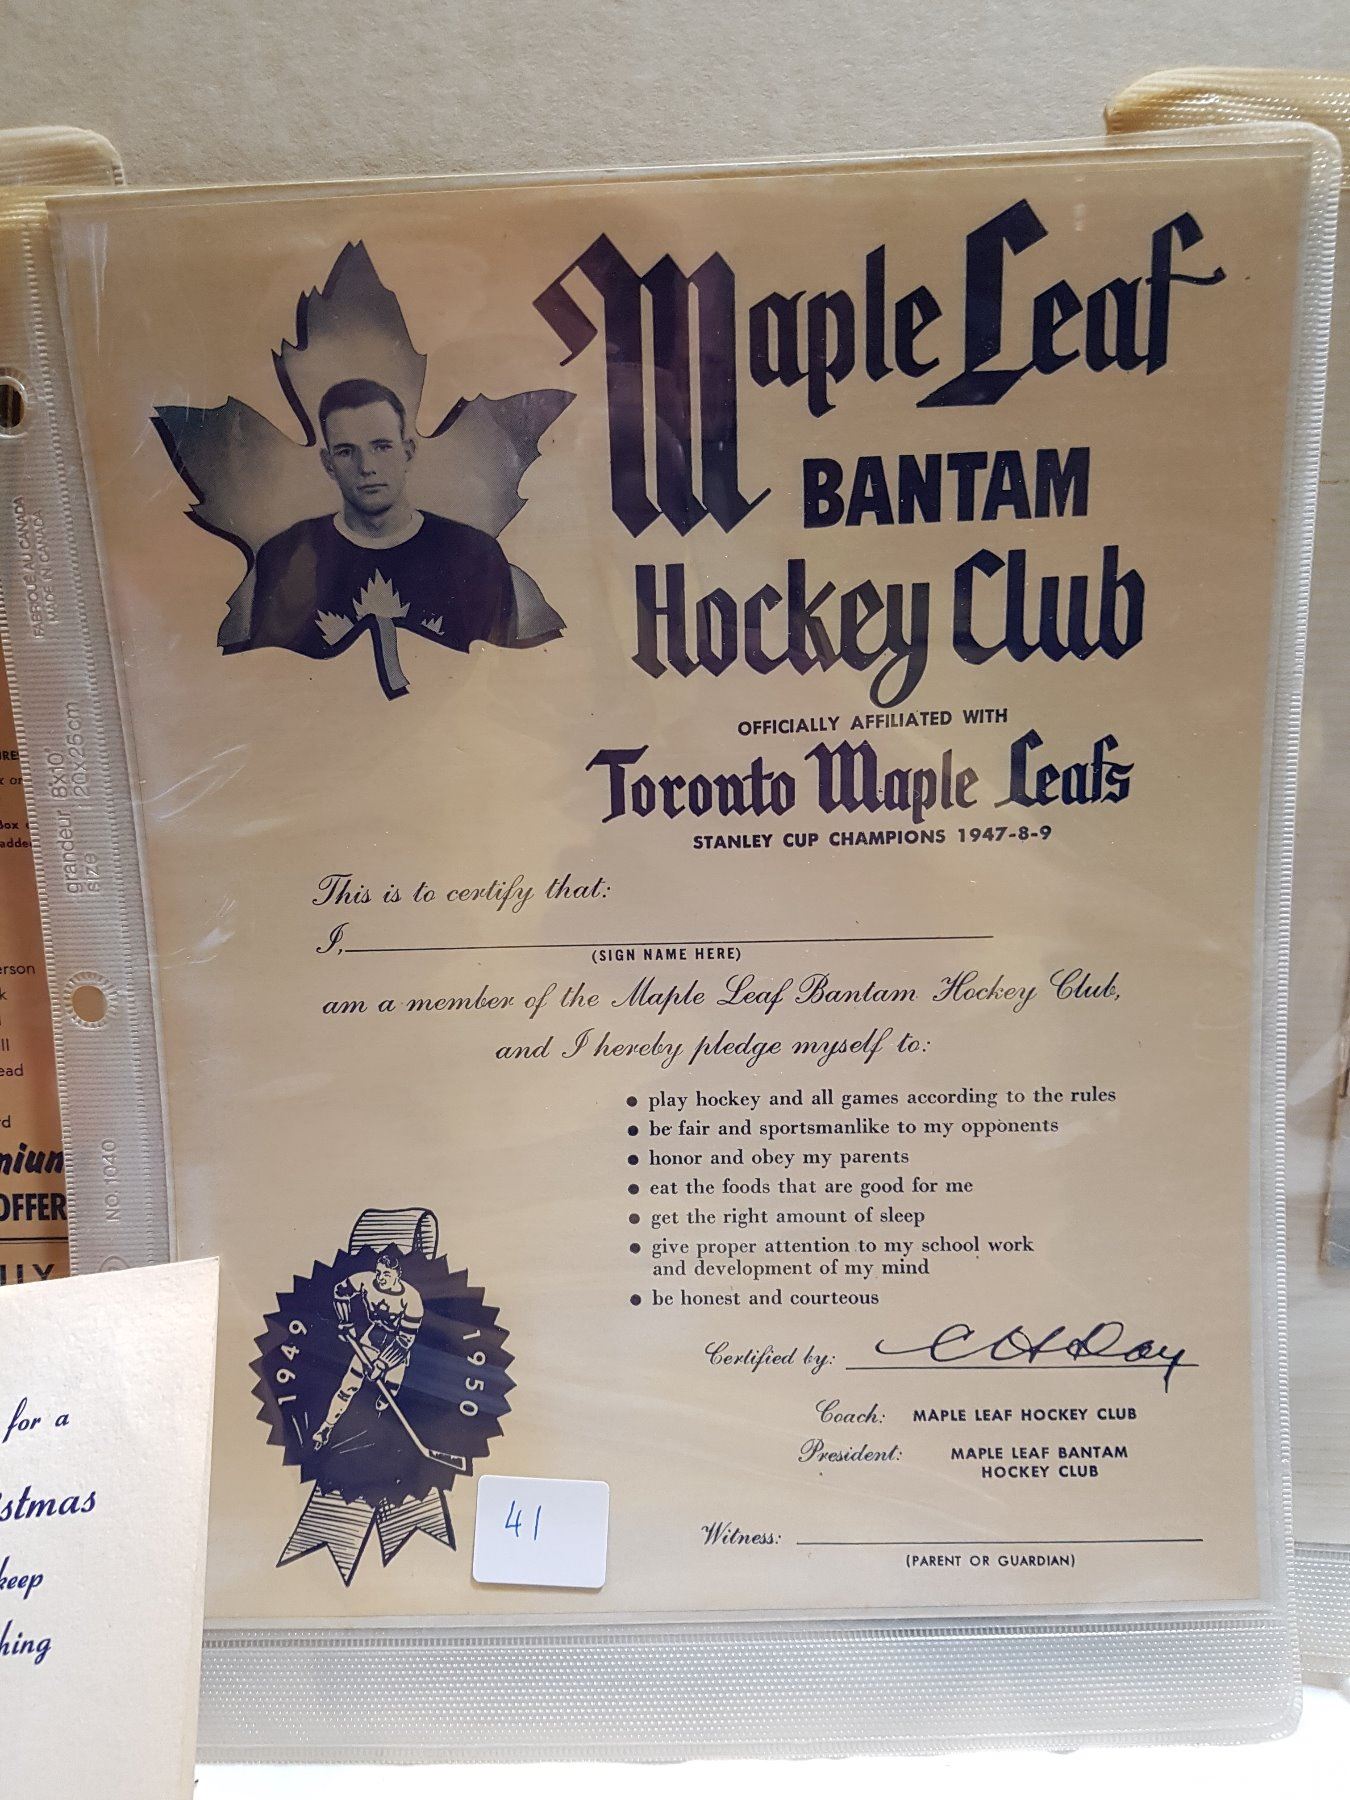 Maple Leaf
BANTAM
Hockey Club
OFFICIALLY AFFILIATED WITH
Toronto Maple Leafs
STANLEY CUP CHAMPIONS 1947-8-9
This is to certify that:
I,
(SIGN NAME HERE)
am a member of the Maple Leaf Bantam Hockey Club,
and I hereby pledge myself to:
• play hockey and all games according to the rules
• be fair and sportsmanlike to my opponents
• honor and obey my parents
• eat the foods that are good for me
• get the right amount of sleep
• give proper attention to my school work
and development of my mind
• be honest and courteous
1949 1950
Certified by: C H Day
Coach: MAPLE LEAF HOCKEY CLUB
President: MAPLE LEAF BANTAM
HOCKEY CLUB
Witness:
(PARENT OR GUARDIAN)
41
FABRIQUÉ AU CANADA
MADE IN CANADA
grandeur 8x10"
size 20x26cm
NO. 1040
OFFER
for a
keep